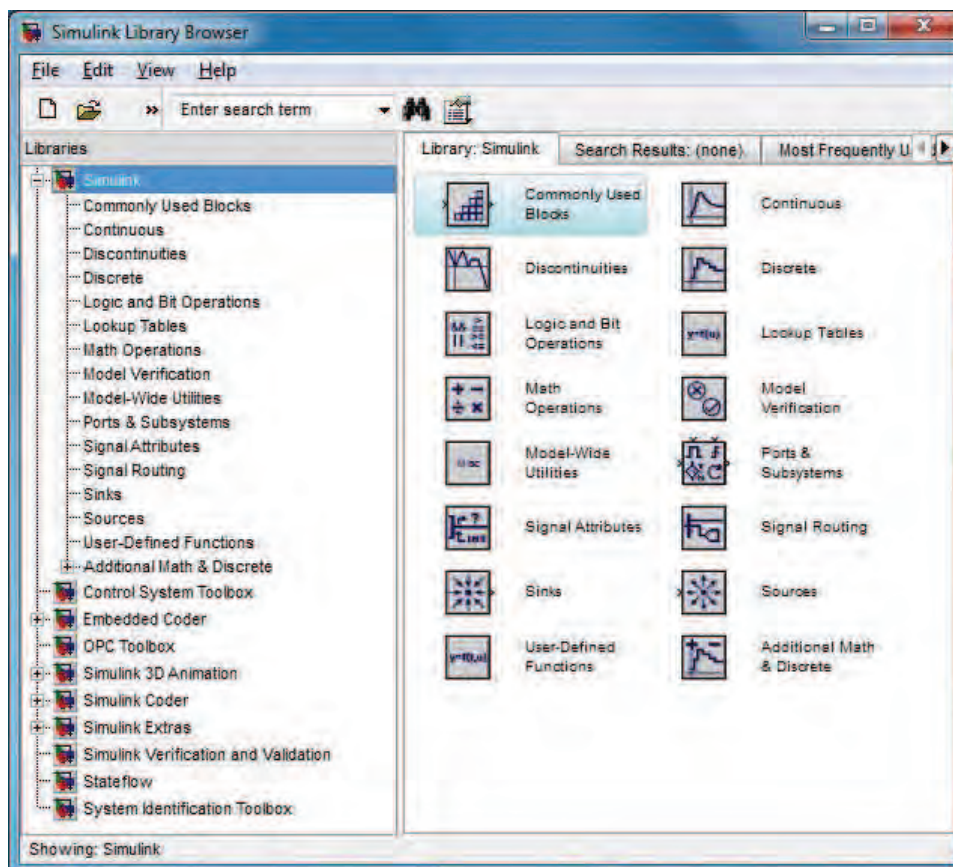 Simulink Library Browser
File Edit View Help
» Enter search term
Libraries
Simulink
Commonly Used Blocks
Continuous
Discontinuities
Discrete
Logic and Bit Operations
Lookup Tables
Math Operations
Model Verification
Model-Wide Utilities
Ports & Subsystems
Signal Attributes
Signal Routing
Sinks
Sources
User-Defined Functions
Additional Math & Discrete
Control System Toolbox
Embedded Coder
OPC Toolbox
Simulink 3D Animation
Simulink Coder
Simulink Extras
Simulink Verification and Validation
Stateflow
System Identification Toolbox
Library: Simulink
Search Results: (none)
Most Frequently
Commonly Used
Blocks
Continuous
Discontinuities
Discrete
Logic and Bit
Operations
Lookup Tables
Math
Operations
Model
Verification
Model-Wide
Utilities
Ports &
Subsystems
Signal Attributes
Signal Routing
Sinks
Sources
User-Defined
Functions
Additional Math
& Discrete
Showing: Simulink